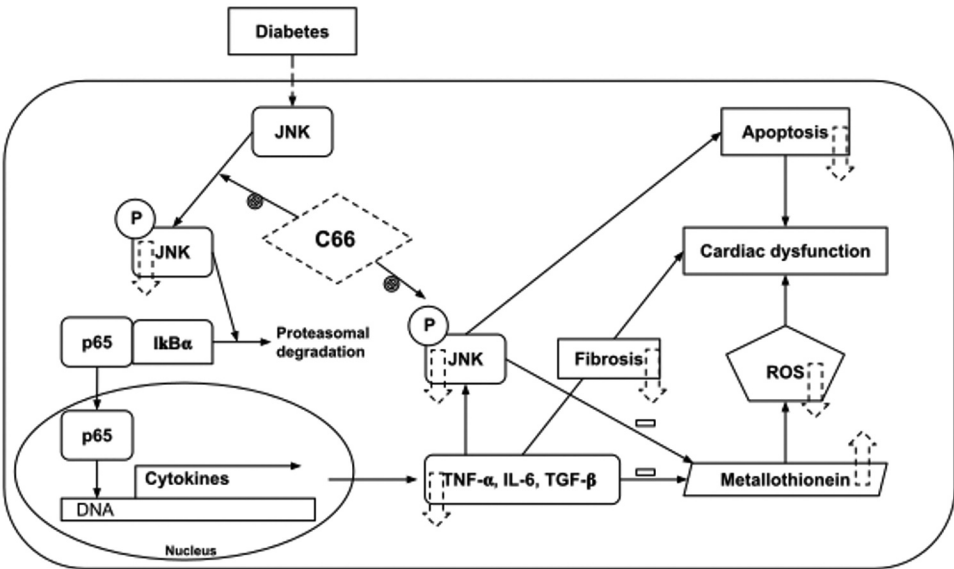 Diabetes
JNK
Apoptosis
P
JNK
C66
Cardiac dysfunction
p65
IkBα
Proteasomal
degradation
P
JNK
Fibrosis
ROS
p65
Cytokines
TNF-α, IL-6, TGF-β
Metallothionein
DNA
Nucleus